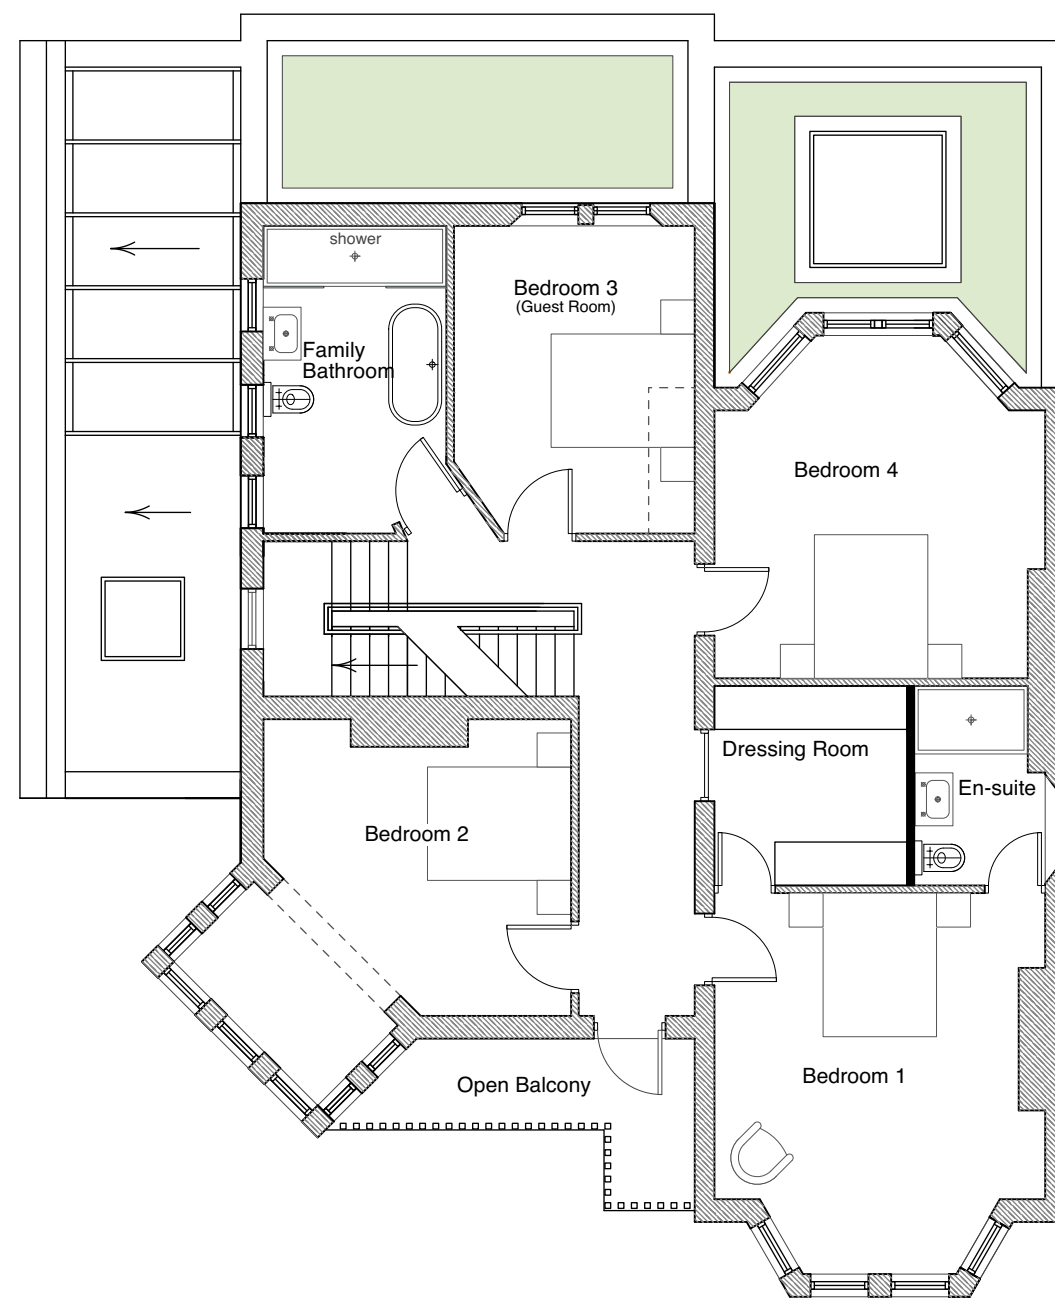 shower
Bedroom 3
(Guest Room)
Family
Bathroom
Bedroom 4
Dressing Room
En-suite
Bedroom 2
Open Balcony
Bedroom 1